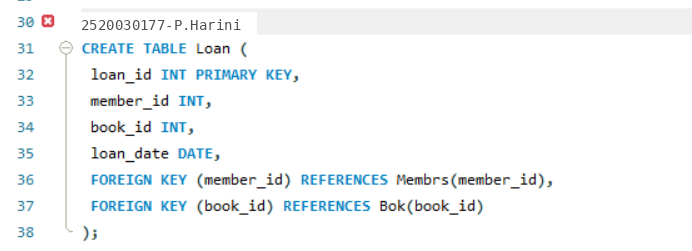 30 2520030177-P.Harini
31 CREATE TABLE Loan (
32 loan_id INT PRIMARY KEY,
33 member_id INT,
34 book_id INT,
35 loan_date DATE,
36 FOREIGN KEY (member_id) REFERENCES Membrs(member_id),
37 FOREIGN KEY (book_id) REFERENCES Bok(book_id)
38 );